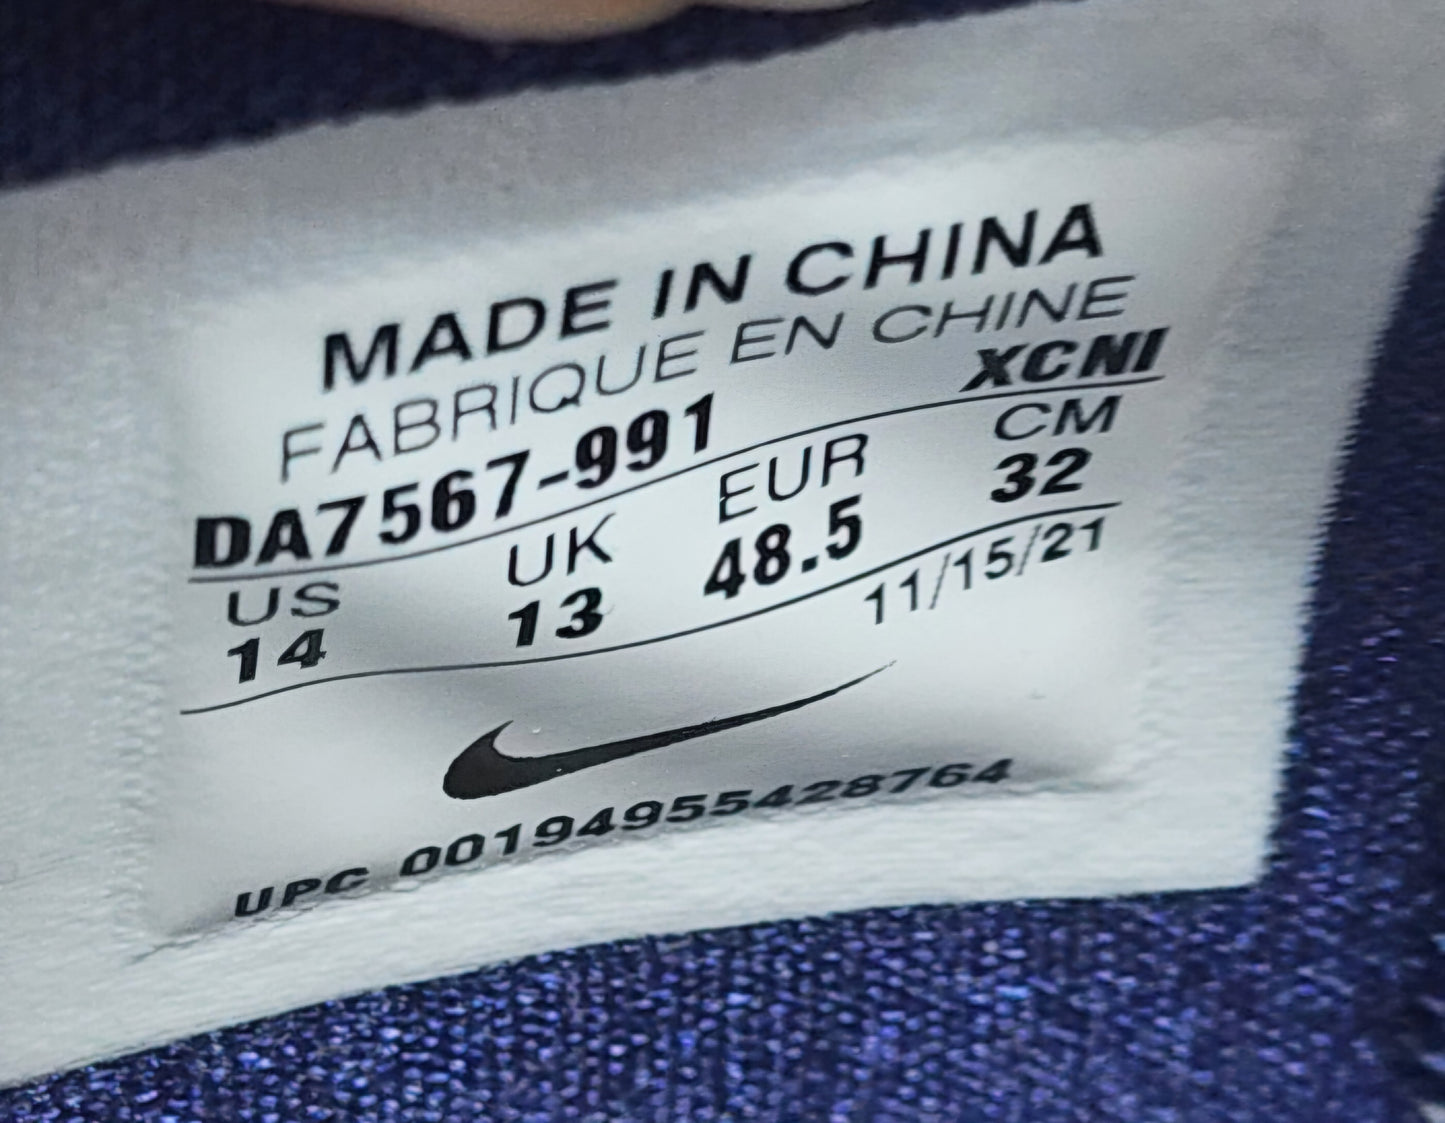 MADE IN CHINA
FABRIQUE EN CHINE
DA7567-991 XCNI
US UK EUR CM
14 13 48.5 32
11/15/21
UPC 00194955428764